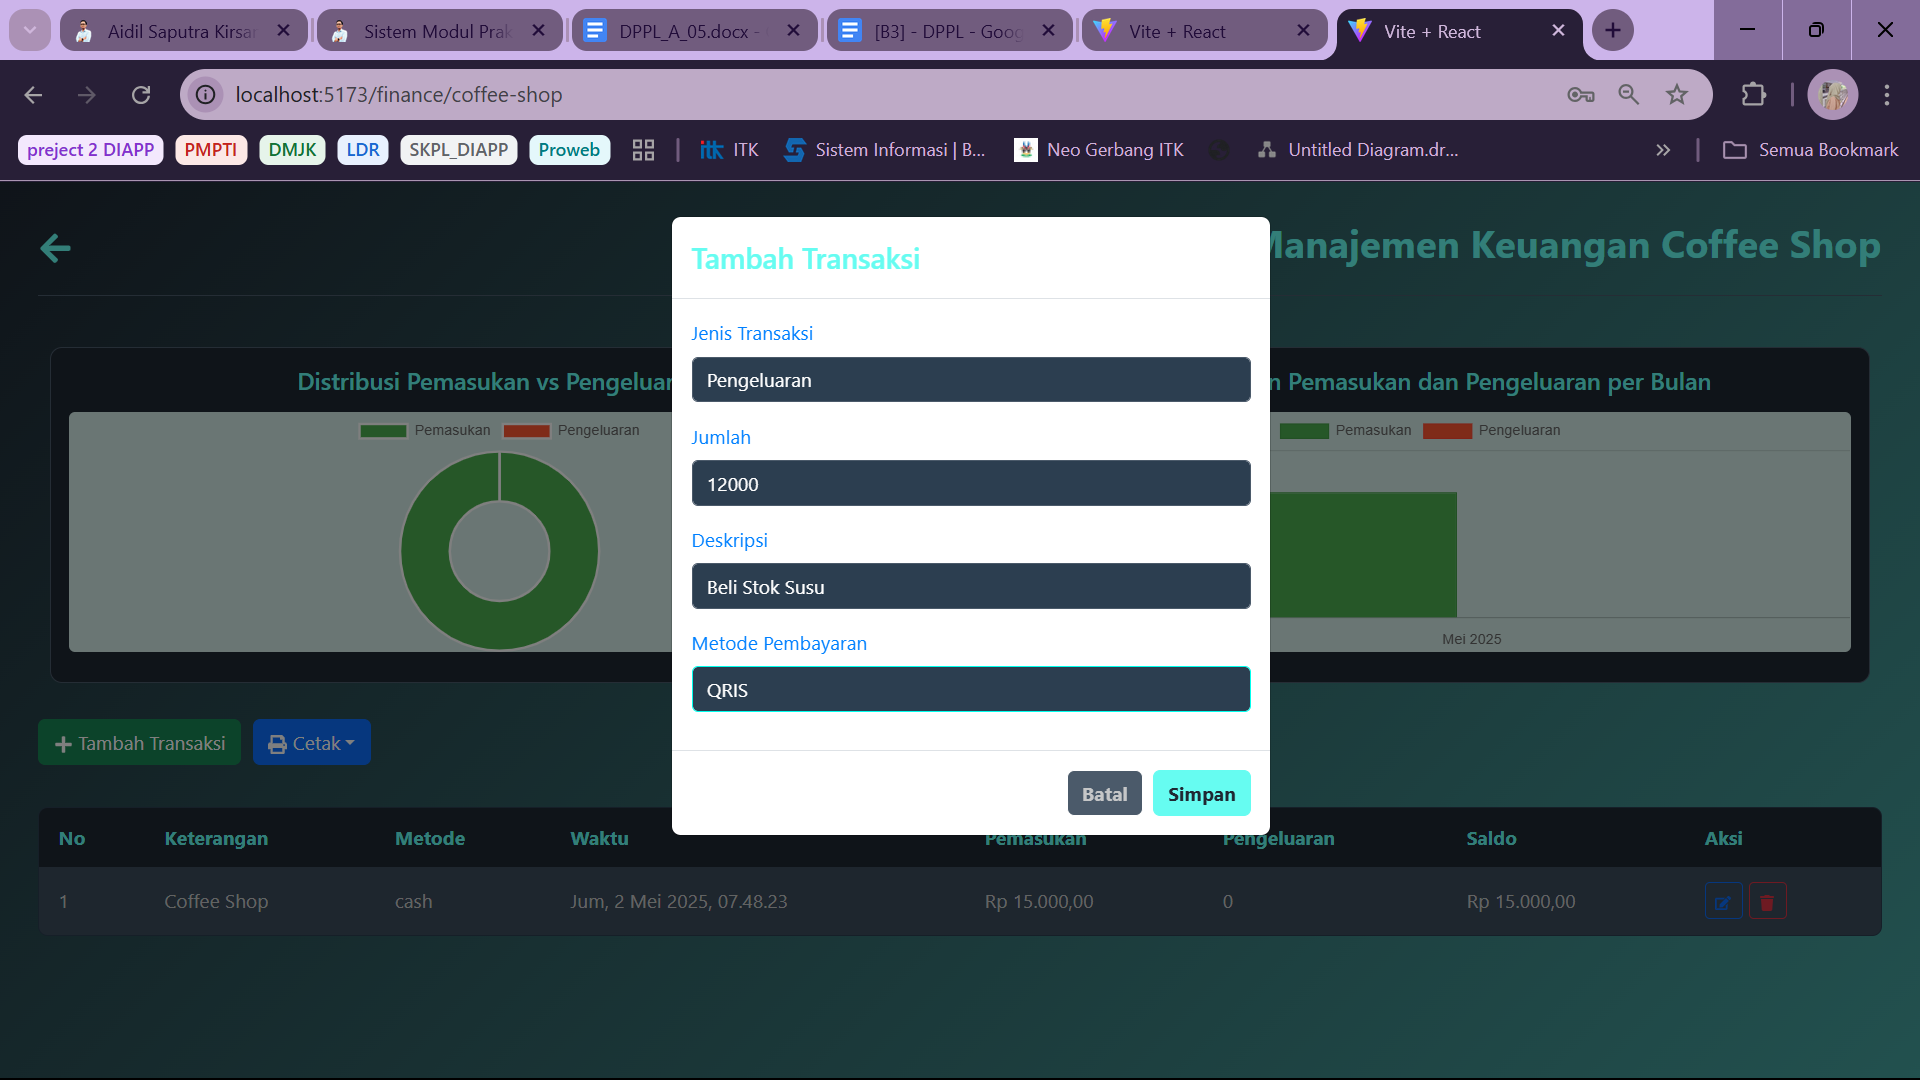 Aidil Saputra Kirsan
Sistem Modul Prak
DPPL_A_05.docx -
[B3] - DPPL - Goog
Vite + React
Vite + React
localhost:5173/finance/coffee-shop
preject 2 DIAPP
PMPTI
DMJK
LDR
SKPL_DIAPP
Proweb
itk ITK
Sistem Informasi | B...
Neo Gerbang ITK
Untitled Diagram.dr...
Semua Bookmark
Manajemen Keuangan Coffee Shop
Tambah Transaksi
Jenis Transaksi
Pengeluaran
Jumlah
12000
Deskripsi
Beli Stok Susu
Metode Pembayaran
QRIS
Batal
Simpan
Distribusi Pemasukan vs Pengeluar
Pemasukan
Pengeluaran
n Pemasukan dan Pengeluaran per Bulan
Pemasukan
Pengeluaran
Mei 2025
Tambah Transaksi
Cetak
No Keterangan Metode Waktu Pemasukan Pengeluaran Saldo Aksi
1 Coffee Shop cash Jum, 2 Mei 2025, 07.48.23 Rp 15.000,00 0 Rp 15.000,00